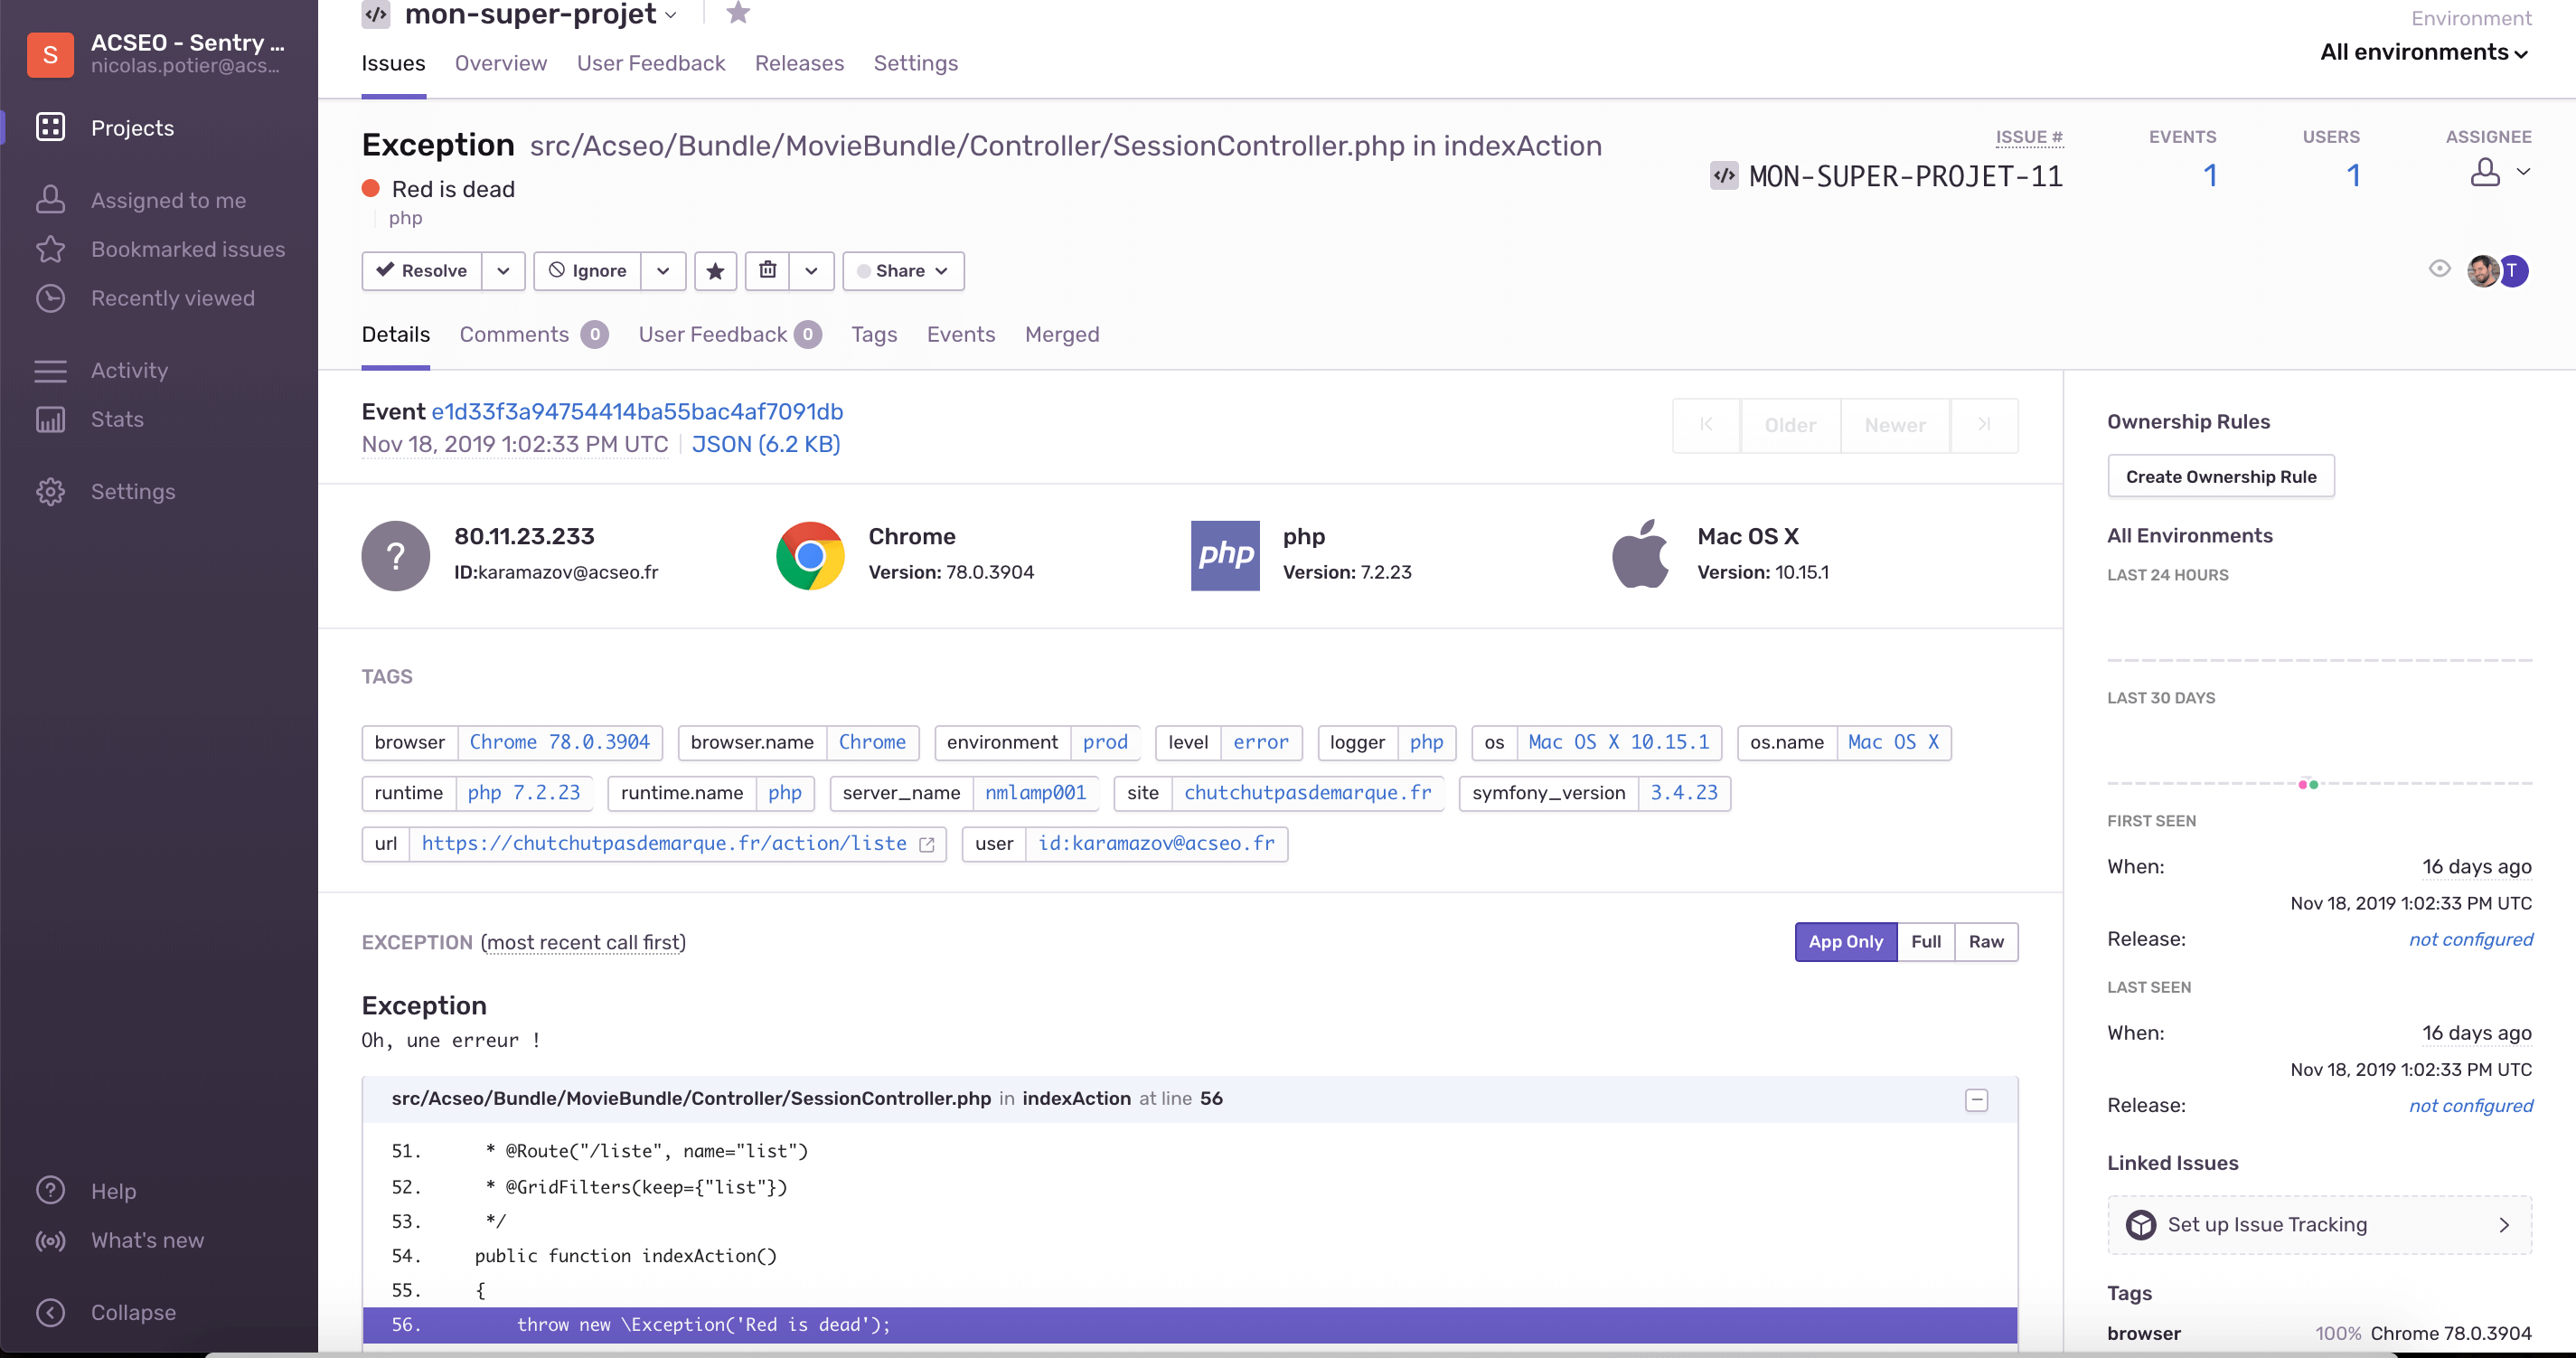 S
ACSEO - Sentry ...
nicolas.potier@acs...
Projects
Assigned to me
Bookmarked issues
Recently viewed
Activity
Stats
Settings
Help
What's new
Collapse
mon-super-projet
Environment
All environments
Issues Overview User Feedback Releases Settings
Exception src/Acseo/Bundle/MovieBundle/Controller/SessionController.php in indexAction
Red is dead
php
ISSUE # EVENTS USERS ASSIGNEE
MON-SUPER-PROJET-11 1 1
Resolve Ignore Share
T
Details Comments 0 User Feedback 0 Tags Events Merged
Event e1d33f3a94754414ba55bac4af7091db
Nov 18, 2019 1:02:33 PM UTC JSON (6.2 KB)
Older Newer
? 80.11.23.233
ID:karamazov@acseo.fr
Chrome
Version: 78.0.3904
php
php
Version: 7.2.23
Mac OS X
Version: 10.15.1
TAGS
browser Chrome 78.0.3904 browser.name Chrome environment prod level error logger php os Mac OS X 10.15.1 os.name Mac OS X
runtime php 7.2.23 runtime.name php server_name nmlamp001 site chutchutpasdemarque.fr symfony_version 3.4.23
url https://chutchutpasdemarque.fr/action/liste user id:karamazov@acseo.fr
EXCEPTION (most recent call first)
App Only Full Raw
Exception
Oh, une erreur !
src/Acseo/Bundle/MovieBundle/Controller/SessionController.php in indexAction at line 56
51. * @Route("/liste", name="list")
52. * @GridFilters(keep={"list"})
53. */
54. public function indexAction()
55. {
56. throw new \Exception('Red is dead');
Ownership Rules
Create Ownership Rule
All Environments
LAST 24 HOURS
LAST 30 DAYS
FIRST SEEN
When: 16 days ago
Nov 18, 2019 1:02:33 PM UTC
Release: not configured
LAST SEEN
When: 16 days ago
Nov 18, 2019 1:02:33 PM UTC
Release: not configured
Linked Issues
Set up Issue Tracking
Tags
browser 100% Chrome 78.0.3904